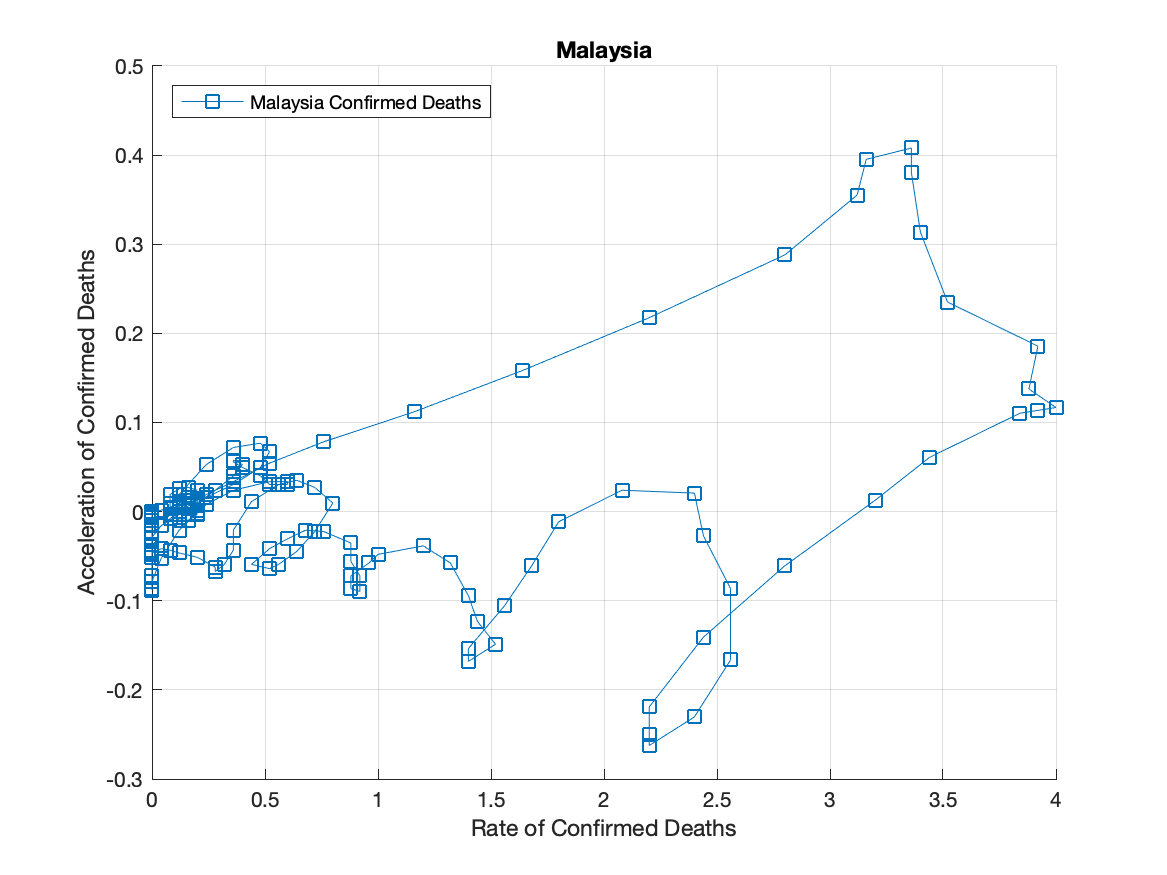 Malaysia
Malaysia Confirmed Deaths
Acceleration of Confirmed Deaths
0.5
0.4
0.3
0.2
0.1
0
-0.1
-0.2
-0.3
0 0.5 1 1.5 2 2.5 3 3.5 4
Rate of Confirmed Deaths